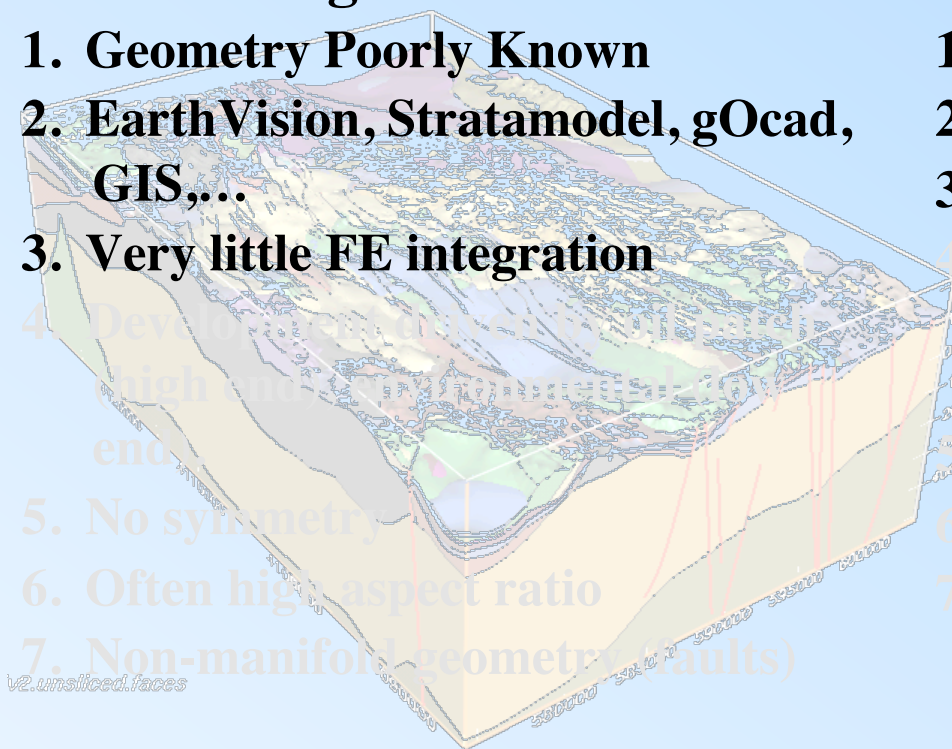 1. Geometry Poorly Known
2. EarthVision, Stratamodel, gOcad,
GIS,…
3. Very little FE integration
4. Development driven by oil patch
(high end), environmental (low
end)
5. No symmetry
6. Often high aspect ratio
7. Non-manifold geometry (faults)
v2.unsliced.faces